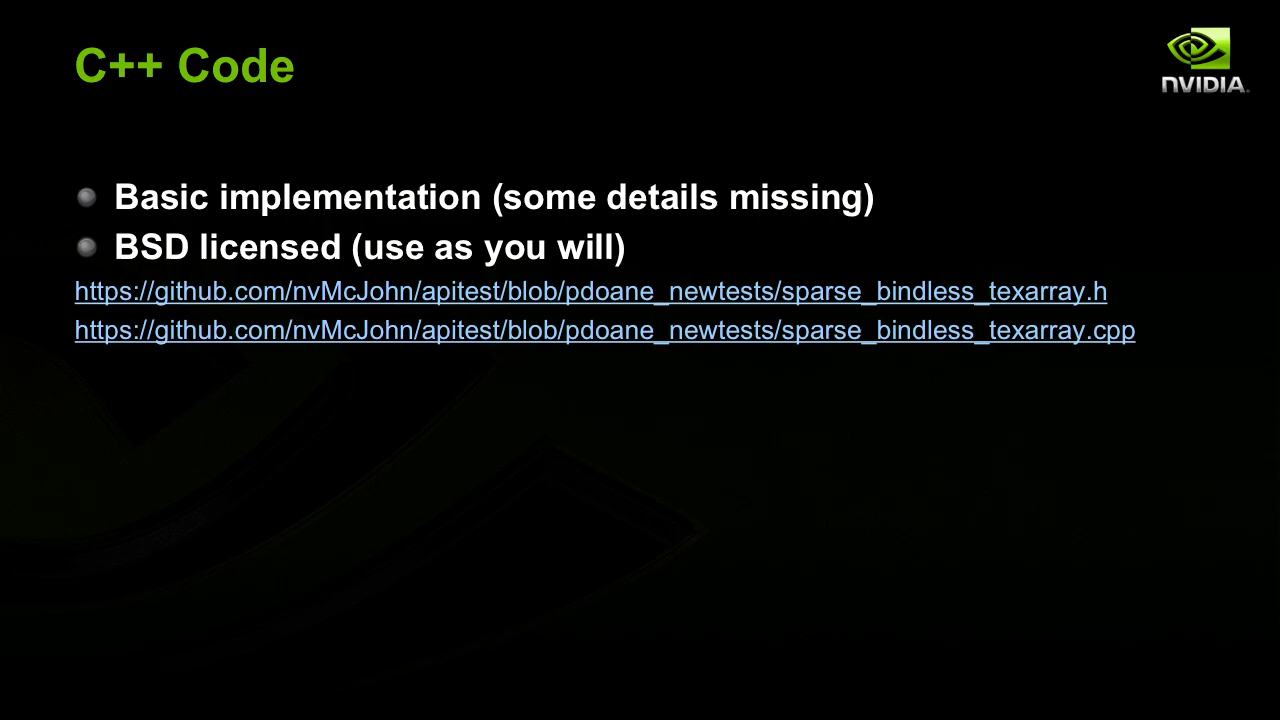 C++ Code
NVIDIA
Basic implementation (some details missing)
BSD licensed (use as you will)
https://github.com/nvMcJohn/apitest/blob/pdoane_newtests/sparse_bindless_texarray.h
https://github.com/nvMcJohn/apitest/blob/pdoane_newtests/sparse_bindless_texarray.cpp